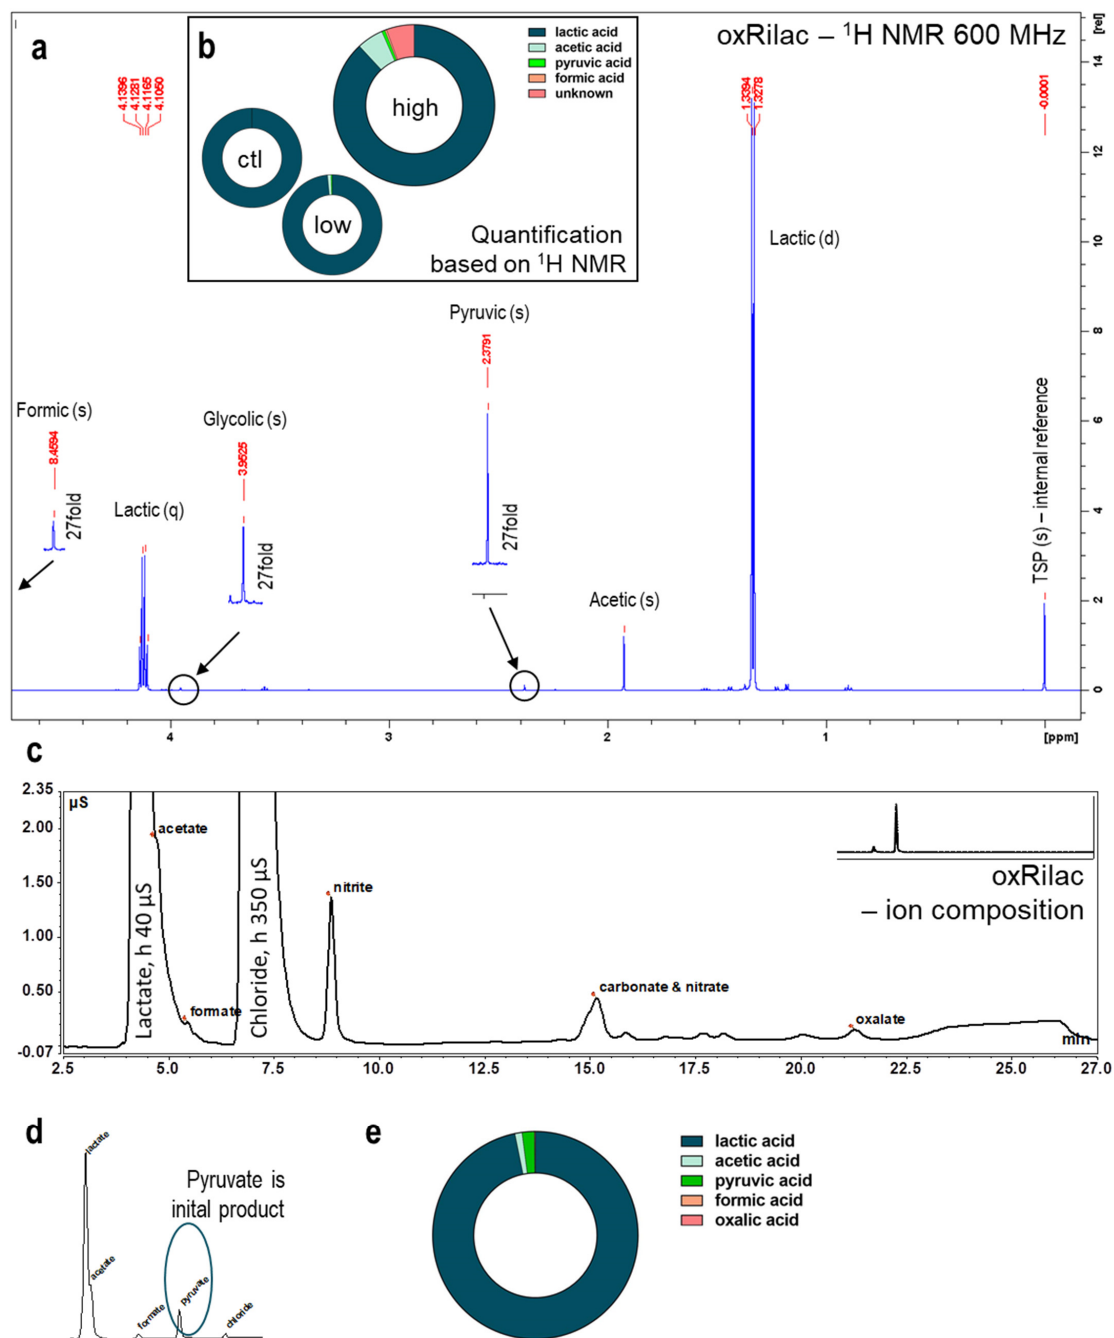 a
b
oxRilac – ¹H NMR 600 MHz
[rel]
lactic acid
acetic acid
pyruvic acid
formic acid
unknown
high
ctl
low
Quantification
based on ¹H NMR
4.1396
4.1281
4.1165
4.1050
1.3394
1.3278
-0.0001
14
12
10
8
6
4
2
0
Lactic (d)
Pyruvic (s)
2.3791
27fold
Formic (s)
8.4594
27fold
Glycolic (s)
3.9525
27fold
Lactic (q)
Acetic (s)
TSP (s) – internal reference
4
3
2
1
[ppm]
c
2.35
2.00
1.50
1.00
0.50
-0.07
µS
acetate
Lactate, h 40 µS
formate
Chloride, h 350 µS
nitrite
carbonate & nitrate
oxalate
oxRilac
– ion composition
min
2.5
5.0
7.5
10.0
12.5
15.0
17.5
20.0
22.5
25.0
27.0
d
lactate
acetate
formate
pyruvate
chloride
Pyruvate is
inital product
e
lactic acid
acetic acid
pyruvic acid
formic acid
oxalic acid